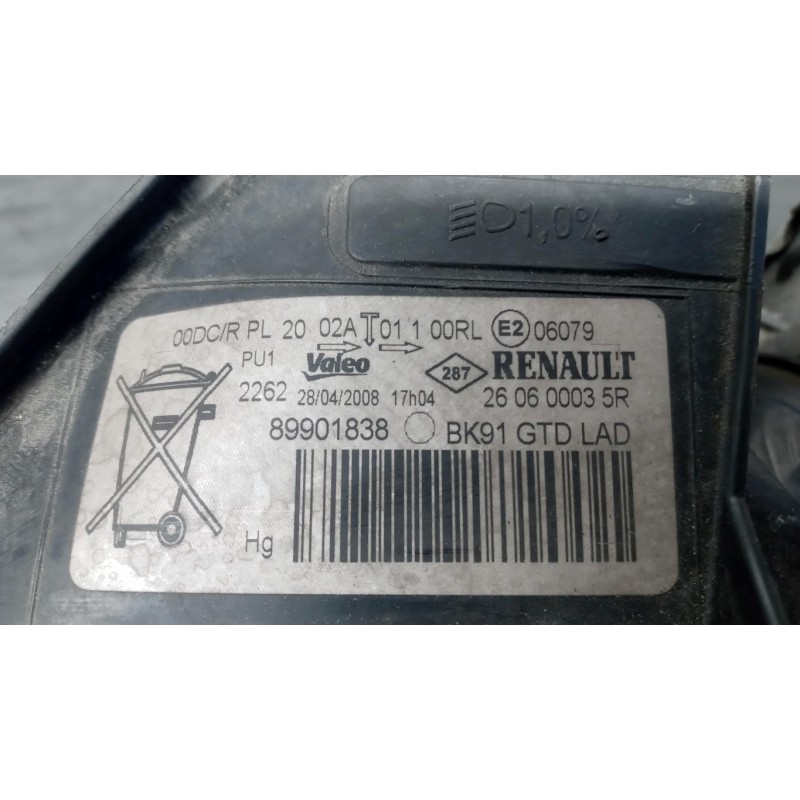 1,0%
00DC/R PL 20 02A T 01 1 00RL E2 06079
PU1 Valeo 287 RENAULT
2262 28/04/2008 17h04 26 06 0003 5R
89901838 BK91 GTD LAD
Hg